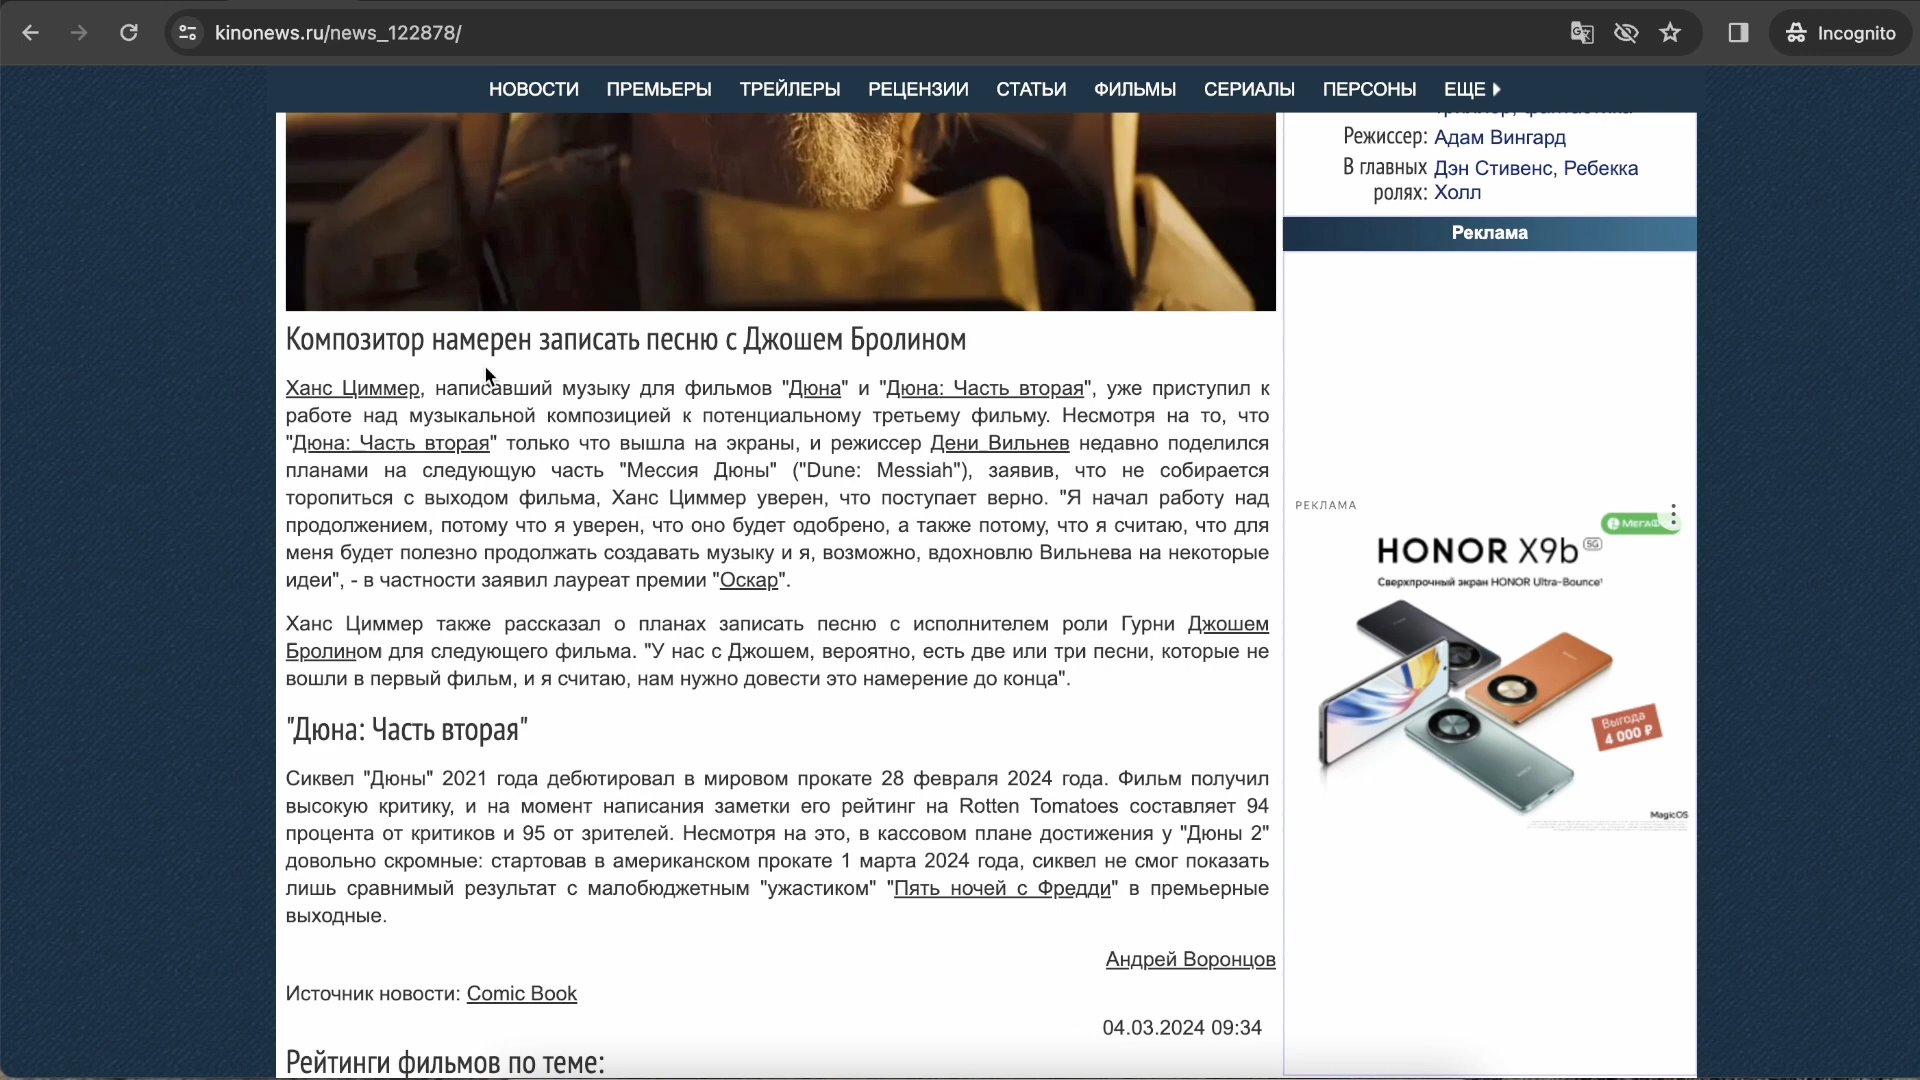 kinonews.ru/news_122878/
Incognito
НОВОСТИ ПРЕМЬЕРЫ ТРЕЙЛЕРЫ РЕЦЕНЗИИ СТАТЬИ ФИЛЬМЫ СЕРИАЛЫ ПЕРСОНЫ ЕЩЕ
Композитор намерен записать песню с Джошем Бролином
Ханс Циммер, написавший музыку для фильмов "Дюна" и "Дюна: Часть вторая", уже приступил к
работе над музыкальной композицией к потенциальному третьему фильму. Несмотря на то, что
"Дюна: Часть вторая" только что вышла на экраны, и режиссер Дени Вильнев недавно поделился
планами на следующую часть "Мессия Дюны" ("Dune: Messiah"), заявив, что не собирается
торопиться с выходом фильма, Ханс Циммер уверен, что поступает верно. "Я начал работу над
продолжением, потому что я уверен, что оно будет одобрено, а также потому, что я считаю, что для
меня будет полезно продолжать создавать музыку и я, возможно, вдохновлю Вильнева на некоторые
идеи", - в частности заявил лауреат премии "Оскар".
Ханс Циммер также рассказал о планах записать песню с исполнителем роли Гурни Джошем
Бролином для следующего фильма. "У нас с Джошем, вероятно, есть две или три песни, которые не
вошли в первый фильм, и я считаю, нам нужно довести это намерение до конца".
"Дюна: Часть вторая"
Сиквел "Дюны" 2021 года дебютировал в мировом прокате 28 февраля 2024 года. Фильм получил
высокую критику, и на момент написания заметки его рейтинг на Rotten Tomatoes составляет 94
процента от критиков и 95 от зрителей. Несмотря на это, в кассовом плане достижения у "Дюны 2"
довольно скромные: стартовав в американском прокате 1 марта 2024 года, сиквел не смог показать
лишь сравнимый результат с малобюджетным "ужастиком" "Пять ночей с Фредди" в премьерные
выходные.
Андрей Воронцов
Источник новости: Comic Book
04.03.2024 09:34
Рейтинги фильмов по теме:
Режиссер: Адам Вингард
В главных Дэн Стивенс, Ребекка
ролях: Холл
Реклама
РЕКЛАМА
HONOR X9b 5G
Сверхпрочный экран HONOR Ultra-Bounce¹
Выгода
4 000 ₽
MagicOS